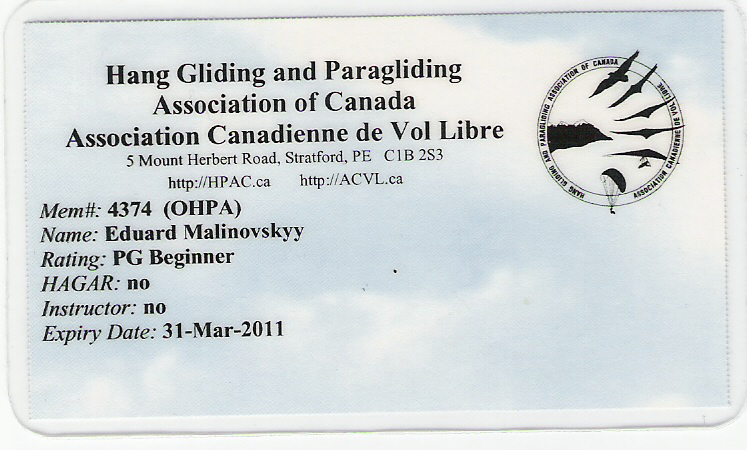 Hang Gliding and Paragliding
Association of Canada
Association Canadienne de Vol Libre
5 Mount Herbert Road, Stratford, PE C1B 2S3
http://HPAC.ca http://ACVL.ca
HANG GLIDING AND PARAGLIDING ASSOCIATION OF CANADA
ASSOCIATION CANADIENNE DE VOL LIBRE
Mem#: 4374 (OHPA)
Name: Eduard Malinovskyy
Rating: PG Beginner
HAGAR: no
Instructor: no
Expiry Date: 31-Mar-2011